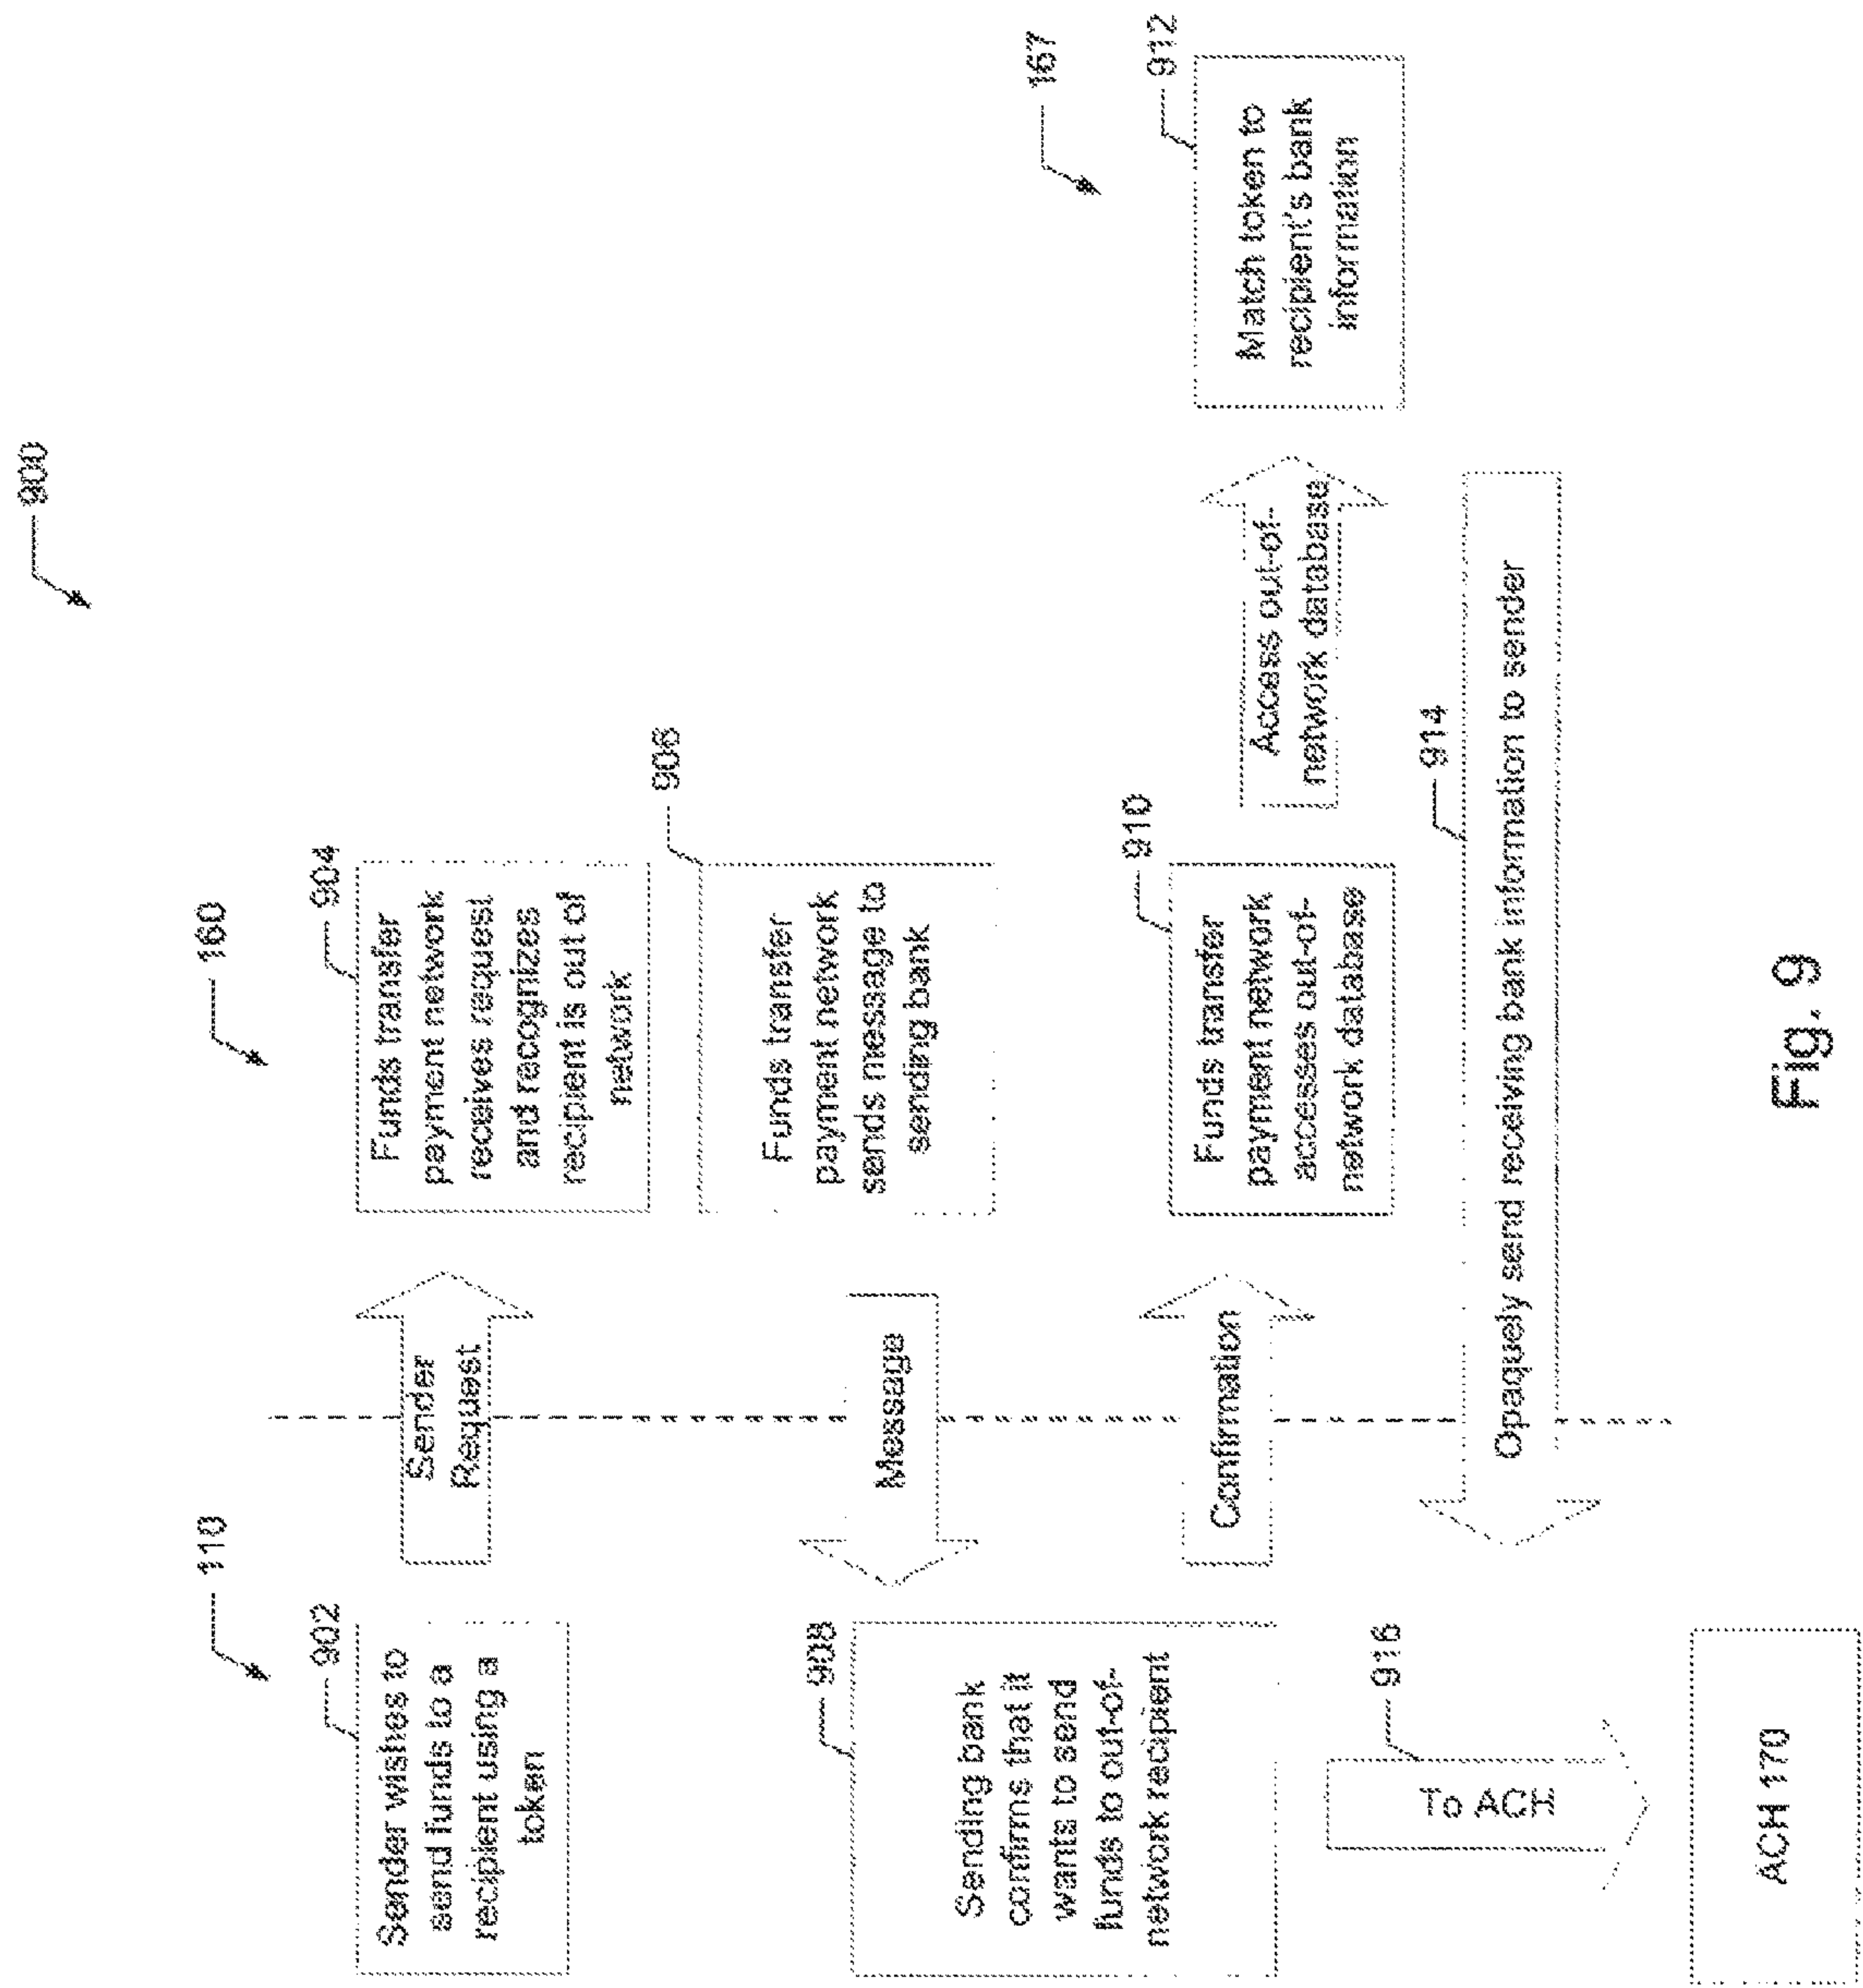 900
110
160
167
902
Sender wishes to
send funds to a
recipient using a
token
Sender
Request
904
Funds transfer
payment network
receives request
and recognizes
recipient is out of
network
906
Funds transfer
payment network
sends message to
sending bank
Message
908
Sending bank
confirms that it
wants to send
funds to out-of-
network recipient
Confirmation
910
Funds transfer
payment network
accesses out-of-
network database
Access out-of-
network database
912
Match token to
recipient's bank
information
914
Opaquely send receiving bank information to sender
916
To ACH
ACH 170
Fig. 9